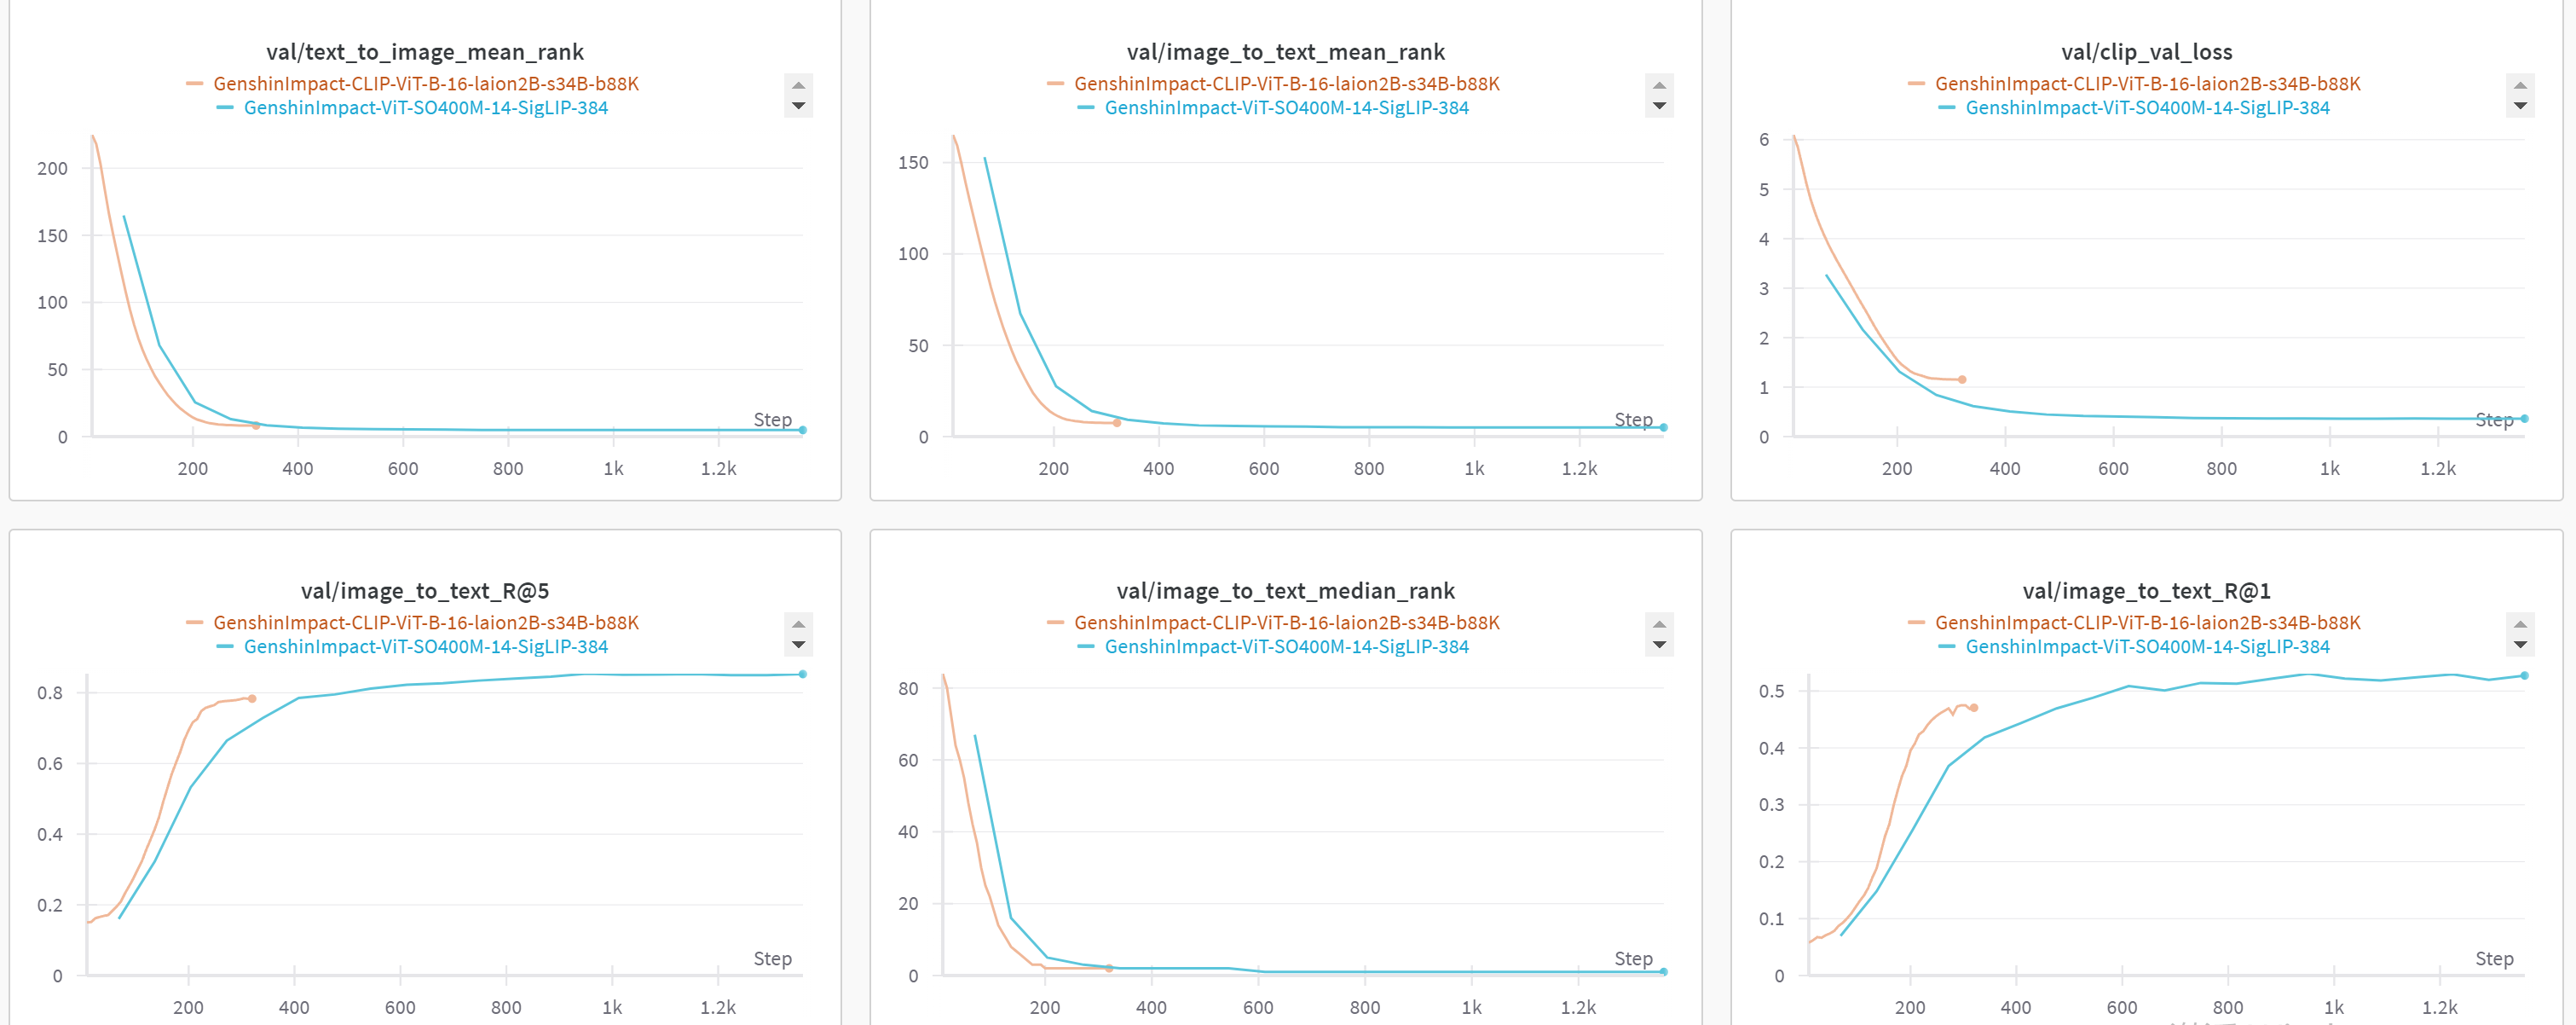 val/text_to_image_mean_rank
GenshinImpact-CLIP-ViT-B-16-laion2B-s34B-b88K
GenshinImpact-ViT-SO400M-14-SigLIP-384
200
150
100
50
0
Step
200 400 600 800 1k 1.2k
val/image_to_text_mean_rank
GenshinImpact-CLIP-ViT-B-16-laion2B-s34B-b88K
GenshinImpact-ViT-SO400M-14-SigLIP-384
150
100
50
0
Step
200 400 600 800 1k 1.2k
val/clip_val_loss
GenshinImpact-CLIP-ViT-B-16-laion2B-s34B-b88K
GenshinImpact-ViT-SO400M-14-SigLIP-384
6
5
4
3
2
1
0
Step
200 400 600 800 1k 1.2k
val/image_to_text_R@5
GenshinImpact-CLIP-ViT-B-16-laion2B-s34B-b88K
GenshinImpact-ViT-SO400M-14-SigLIP-384
0.8
0.6
0.4
0.2
0
Step
200 400 600 800 1k 1.2k
val/image_to_text_median_rank
GenshinImpact-CLIP-ViT-B-16-laion2B-s34B-b88K
GenshinImpact-ViT-SO400M-14-SigLIP-384
80
60
40
20
0
Step
200 400 600 800 1k 1.2k
val/image_to_text_R@1
GenshinImpact-CLIP-ViT-B-16-laion2B-s34B-b88K
GenshinImpact-ViT-SO400M-14-SigLIP-384
0.5
0.4
0.3
0.2
0.1
0
Step
200 400 600 800 1k 1.2k